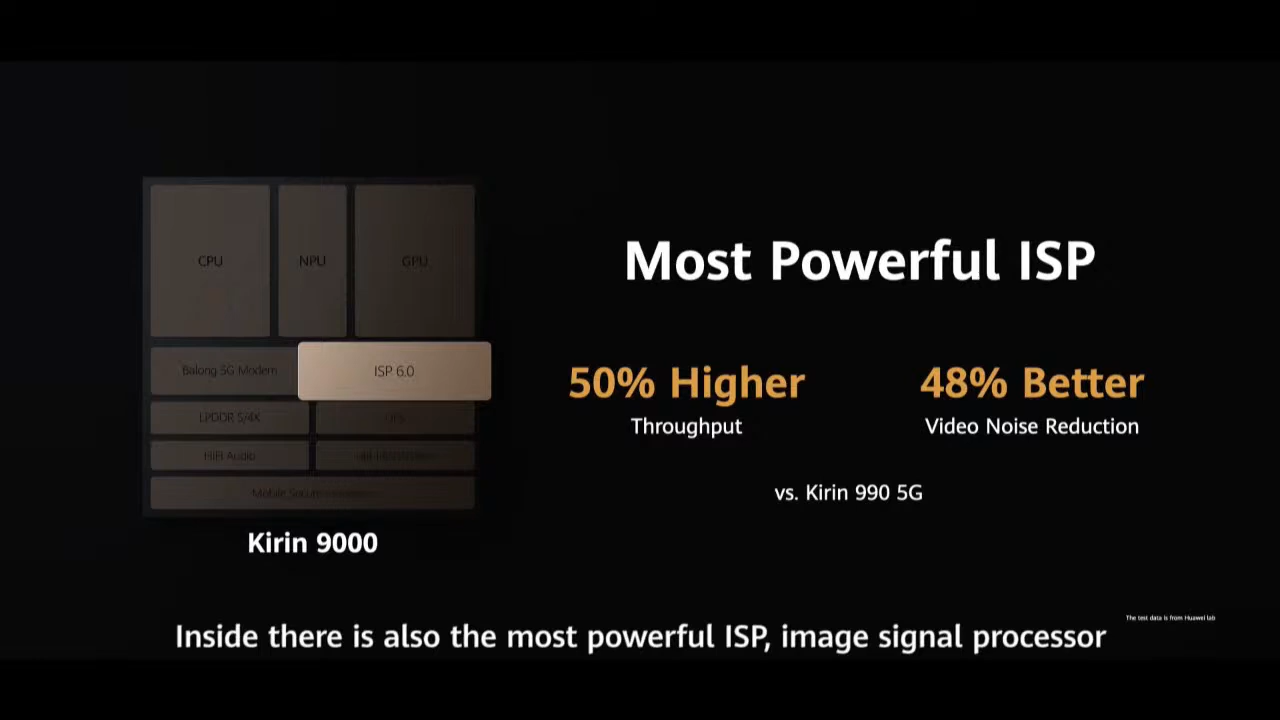 CPU
NPU
GPU
Balong 5G Modem
ISP 6.0
LPDDR 5/4X
HiFi Audio
Kirin 9000
Most Powerful ISP
50% Higher
Throughput
48% Better
Video Noise Reduction
vs. Kirin 990 5G
The test data is from Huawei lab
Inside there is also the most powerful ISP, image signal processor